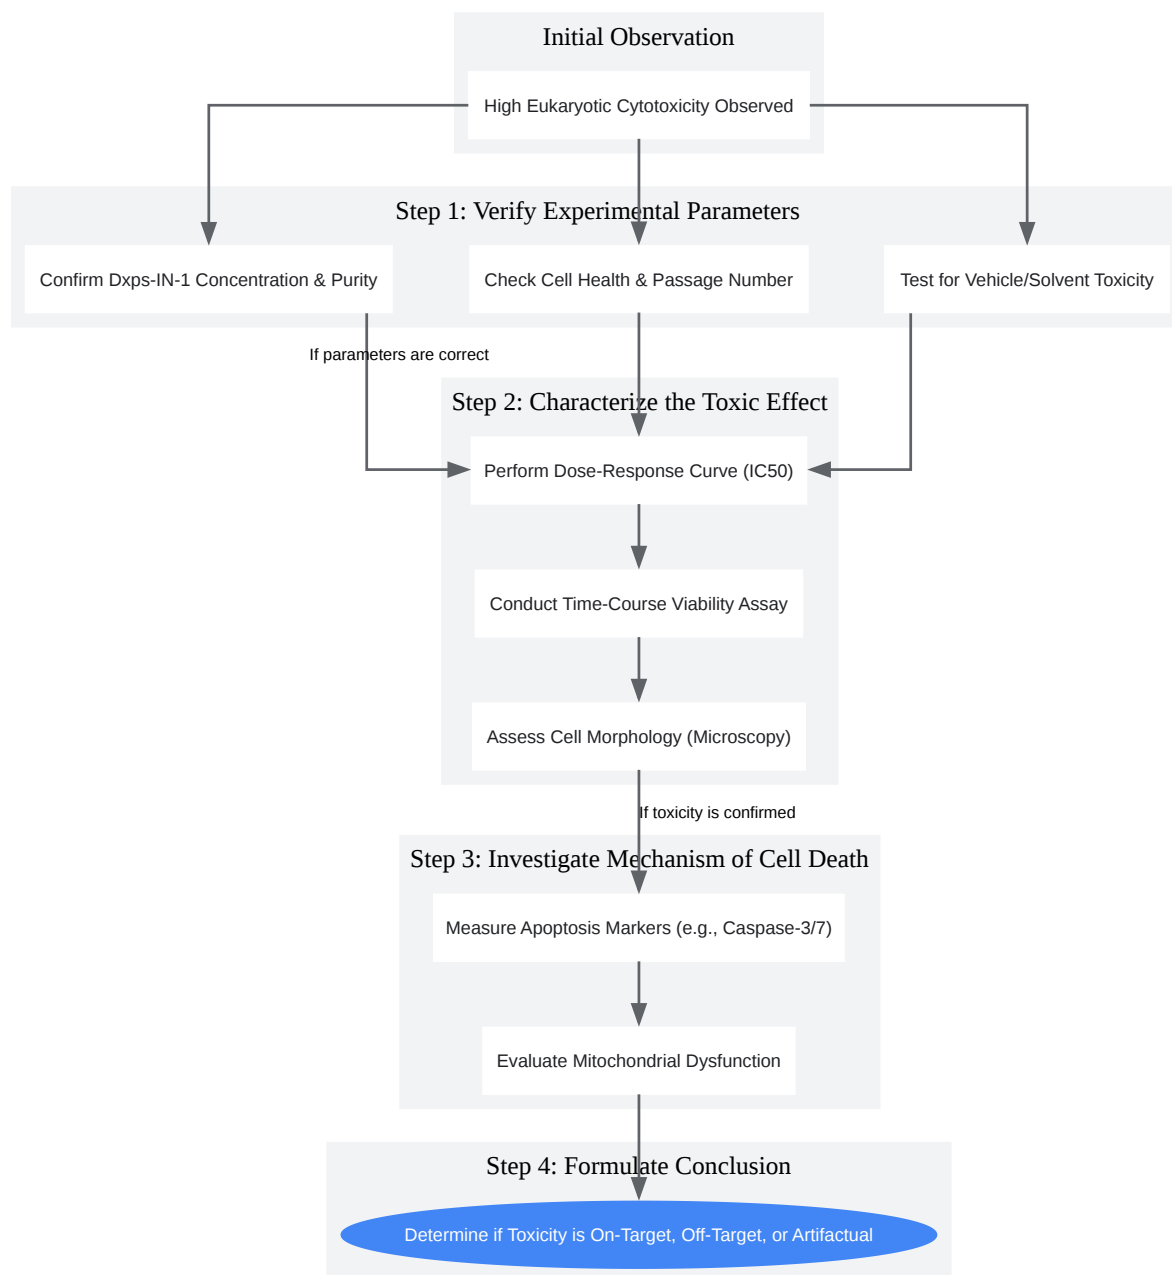 Initial Observation
High Eukaryotic Cytotoxicity Observed
Step 1: Verify Experimental Parameters
Confirm Dxps-IN-1 Concentration & Purity
Check Cell Health & Passage Number
Test for Vehicle/Solvent Toxicity
If parameters are correct
Step 2: Characterize the Toxic Effect
Perform Dose-Response Curve (IC50)
Conduct Time-Course Viability Assay
Assess Cell Morphology (Microscopy)
If toxicity is confirmed
Step 3: Investigate Mechanism of Cell Death
Measure Apoptosis Markers (e.g., Caspase-3/7)
Evaluate Mitochondrial Dysfunction
Step 4: Formulate Conclusion
Determine if Toxicity is On-Target, Off-Target, or Artifactual